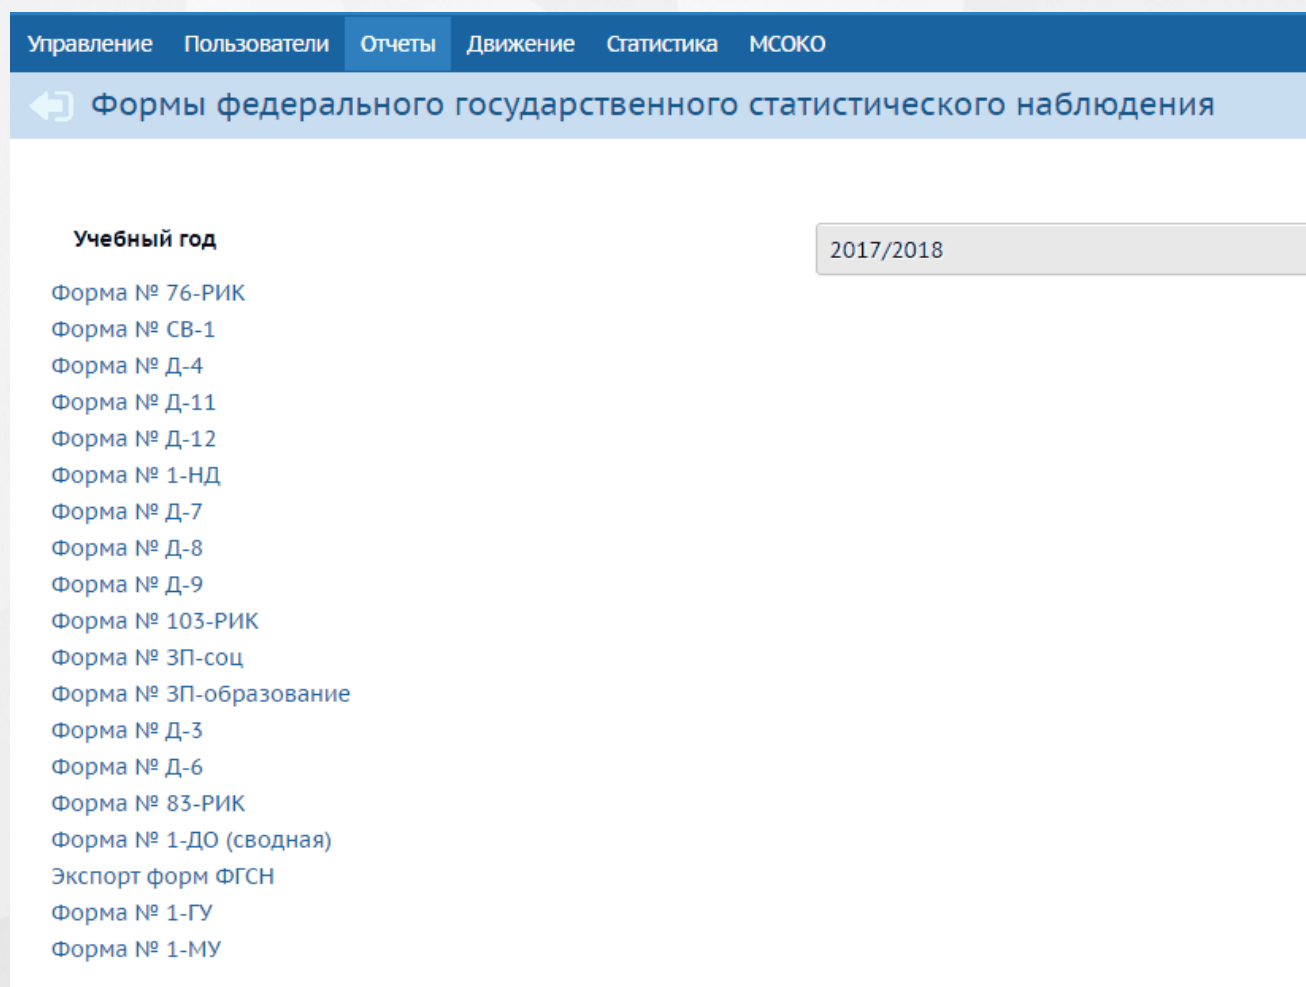 Управление Пользователи Отчеты Движение Статистика МСОКО
Формы федерального государственного статистического наблюдения
Учебный год 2017/2018
Форма № 76-РИК
Форма № СВ-1
Форма № Д-4
Форма № Д-11
Форма № Д-12
Форма № 1-НД
Форма № Д-7
Форма № Д-8
Форма № Д-9
Форма № 103-РИК
Форма № ЗП-соц
Форма № ЗП-образование
Форма № Д-3
Форма № Д-6
Форма № 83-РИК
Форма № 1-ДО (сводная)
Экспорт форм ФГСН
Форма № 1-ГУ
Форма № 1-МУ